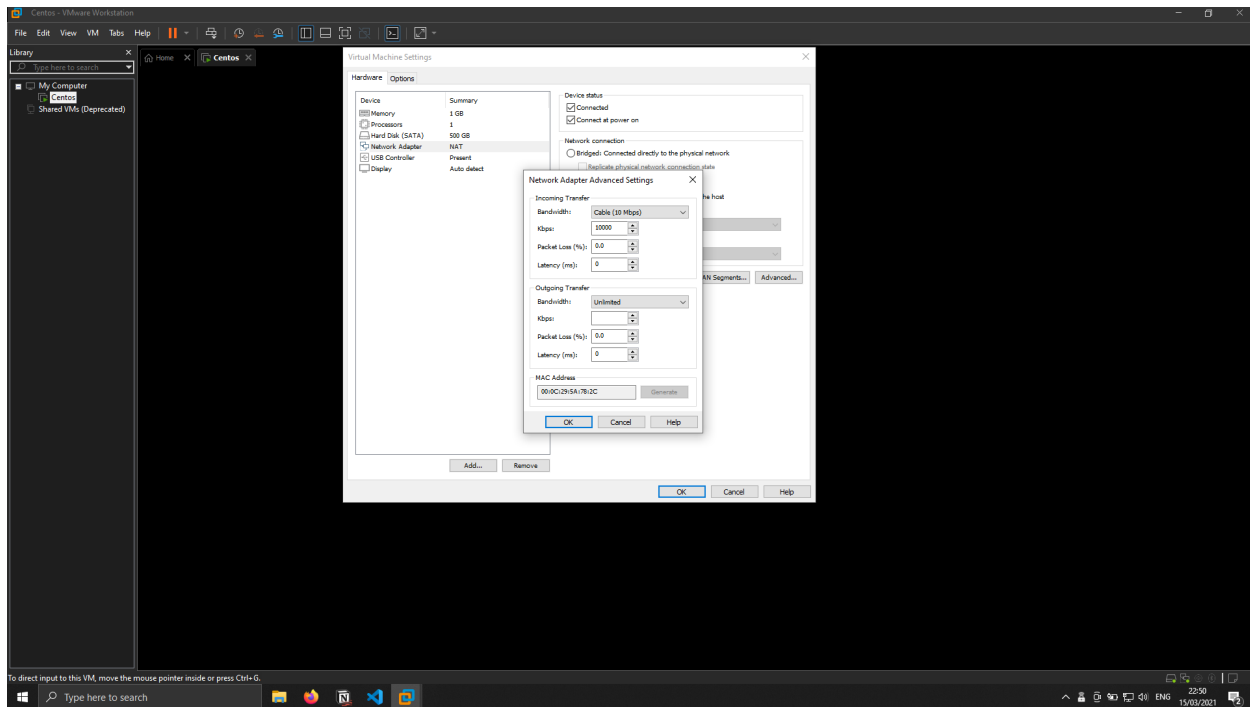 Centos - VMware Workstation
File Edit View VM Tabs Help
Library
Type here to search
My Computer
Centos
Shared VMs (Deprecated)
Home
Centos
Virtual Machine Settings
Hardware Options
Device Summary
Memory 1 GB
Processors 1
Hard Disk (SATA) 500 GB
Network Adapter NAT
USB Controller Present
Display Auto detect
Add... Remove
Device status
Connected
Connect at power on
Network connection
Bridged: Connected directly to the physical network
Replicate physical network connection state
he host
AN Segments... Advanced...
Network Adapter Advanced Settings
Incoming Transfer
Bandwidth: Cable (10 Mbps)
Kbps: 10000
Packet Loss (%): 0.0
Latency (ms): 0
Outgoing Transfer
Bandwidth: Unlimited
Kbps:
Packet Loss (%): 0.0
Latency (ms): 0
MAC Address
00:0C:29:5A:7B:2C Generate
OK Cancel Help
OK Cancel Help
To direct input to this VM, move the mouse pointer inside or press Ctrl+G.
Type here to search
ENG
22:50
15/03/2021
2